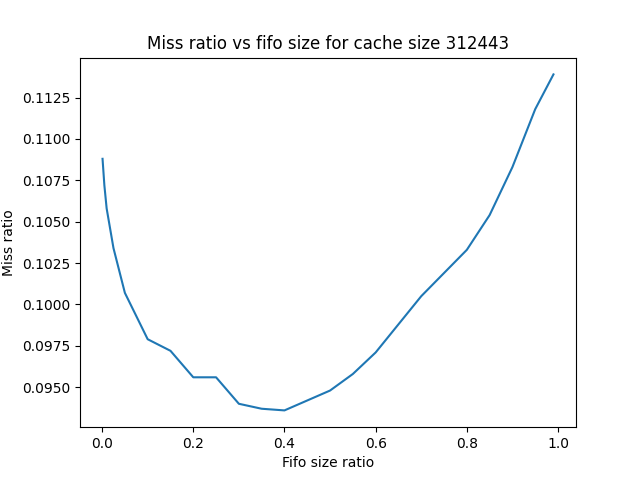 Miss ratio vs fifo size for cache size 312443
0.1125
0.1100
0.1075
0.1050
0.1025
0.1000
0.0975
0.0950
Miss ratio
0.0 0.2 0.4 0.6 0.8 1.0
Fifo size ratio